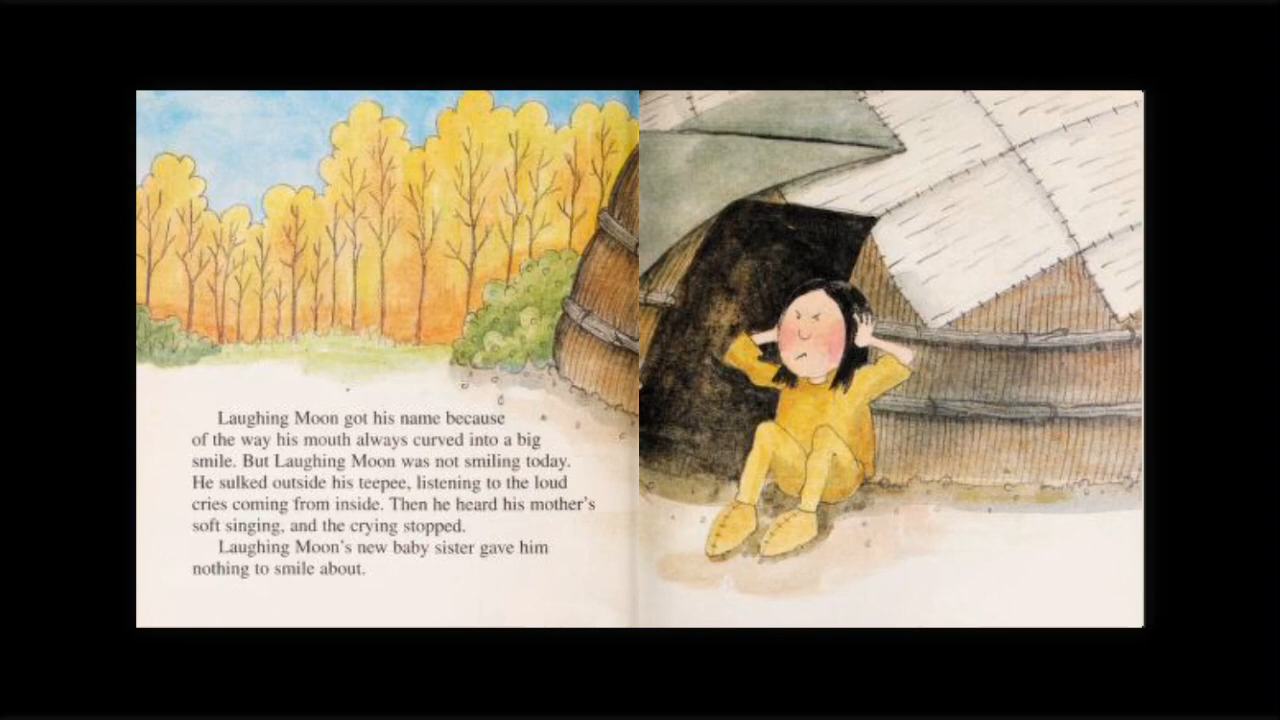 Laughing Moon got his name because
of the way his mouth always curved into a big
smile. But Laughing Moon was not smiling today.
He sulked outside his teepee, listening to the loud
cries coming from inside. Then he heard his mother's
soft singing, and the crying stopped.
Laughing Moon's new baby sister gave him
nothing to smile about.